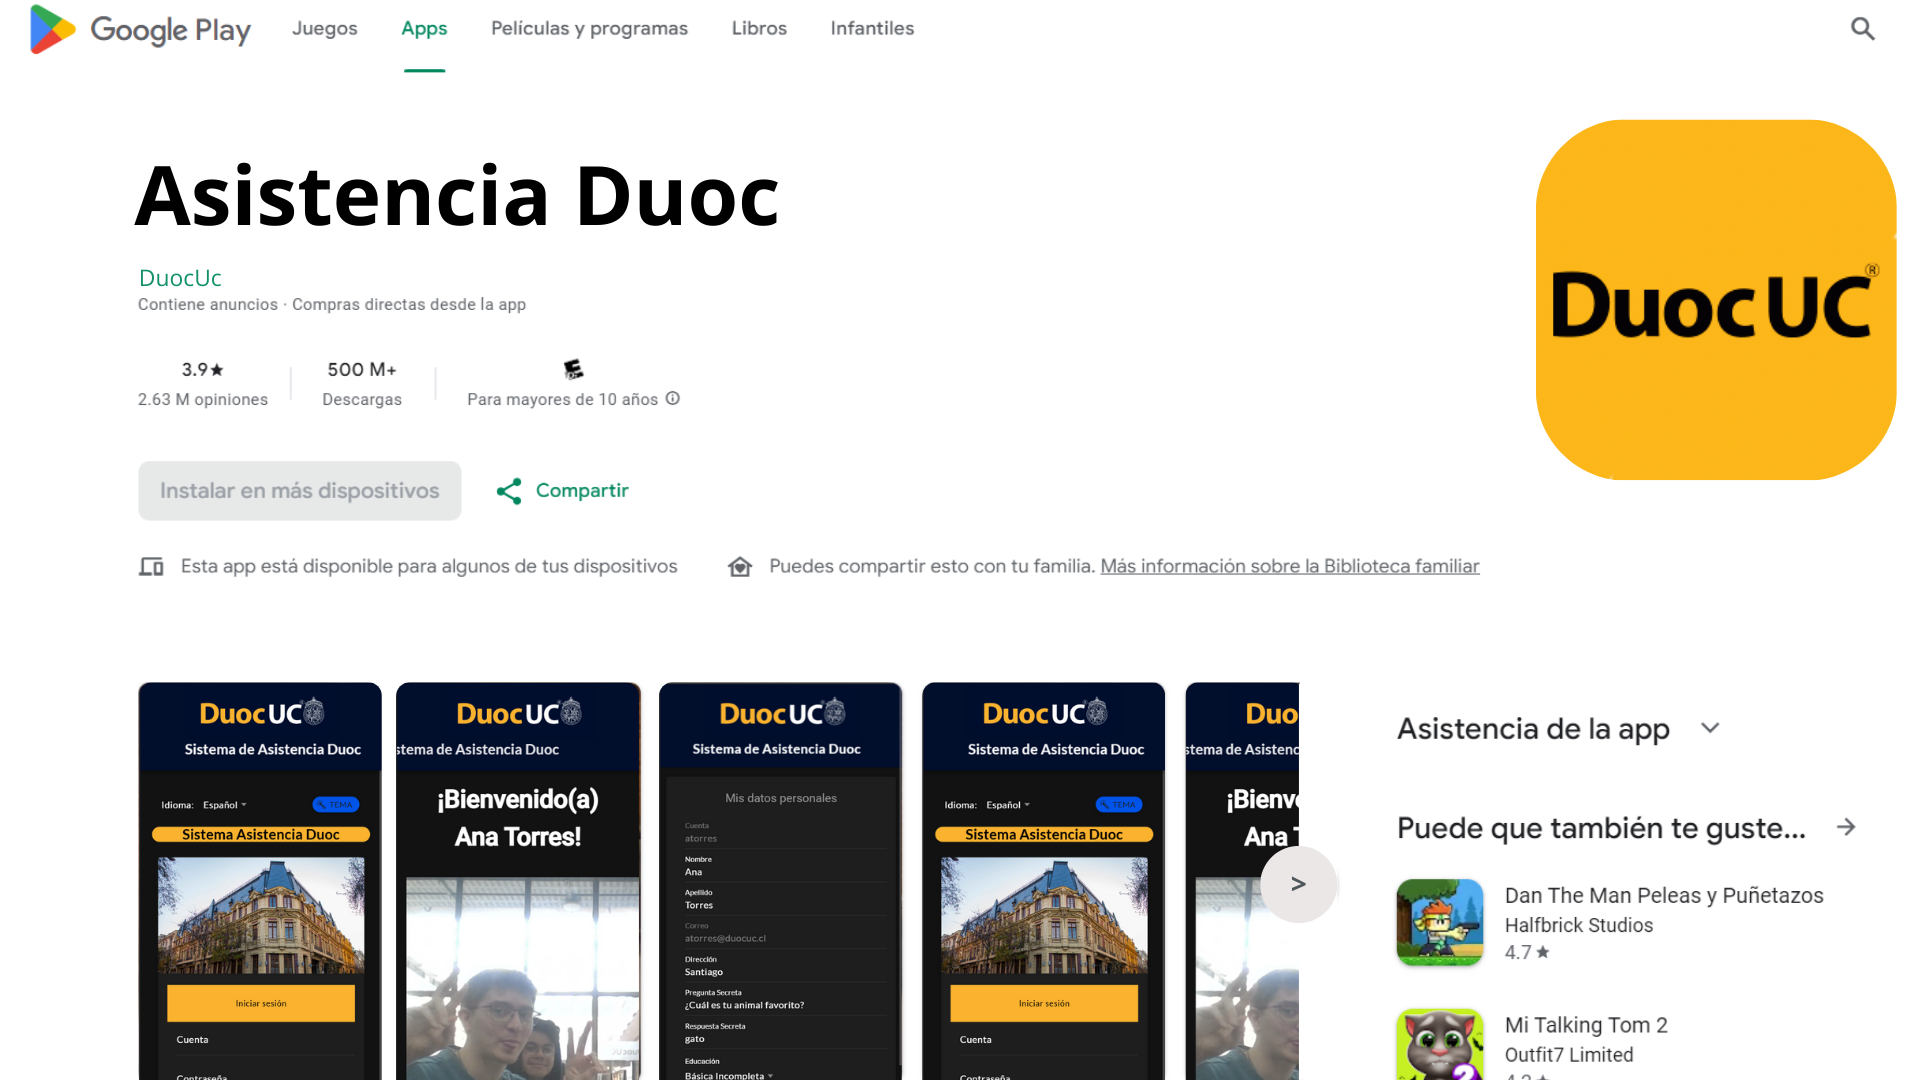 Google Play
Juegos
Apps
Películas y programas
Libros
Infantiles
Asistencia Duoc
DuocUc
Contiene anuncios · Compras directas desde la app
3.9★
2.63 M opiniones
500 M+
Descargas
E
Para mayores de 10 años
Instalar en más dispositivos
Compartir
Esta app está disponible para algunos de tus dispositivos
Puedes compartir esto con tu familia. Más información sobre la Biblioteca familiar
DuocUC®
DuocUC
Sistema de Asistencia Duoc
Idioma: Español
TEMA
Sistema Asistencia Duoc
Iniciar sesión
Cuenta
Contraseña
DuocUC
stema de Asistencia Duoc
¡Bienvenido(a)
Ana Torres!
DuocUC
Sistema de Asistencia Duoc
Mis datos personales
Cuenta
atorres
Nombre
Ana
Apellido
Torres
Correo
atorres@duocuc.cl
Dirección
Santiago
Pregunta Secreta
¿Cuál es tu animal favorito?
Respuesta Secreta
gato
Educación
Básica Incompleta
DuocUC
Sistema de Asistencia Duoc
Idioma: Español
TEMA
Sistema Asistencia Duoc
Iniciar sesión
Cuenta
Contraseña
Duo
stema de Asistenc
¡Bienv
Ana T
>
Asistencia de la app
Puede que también te guste...
Dan The Man Peleas y Puñetazos
Halfbrick Studios
4.7★
Mi Talking Tom 2
Outfit7 Limited
2